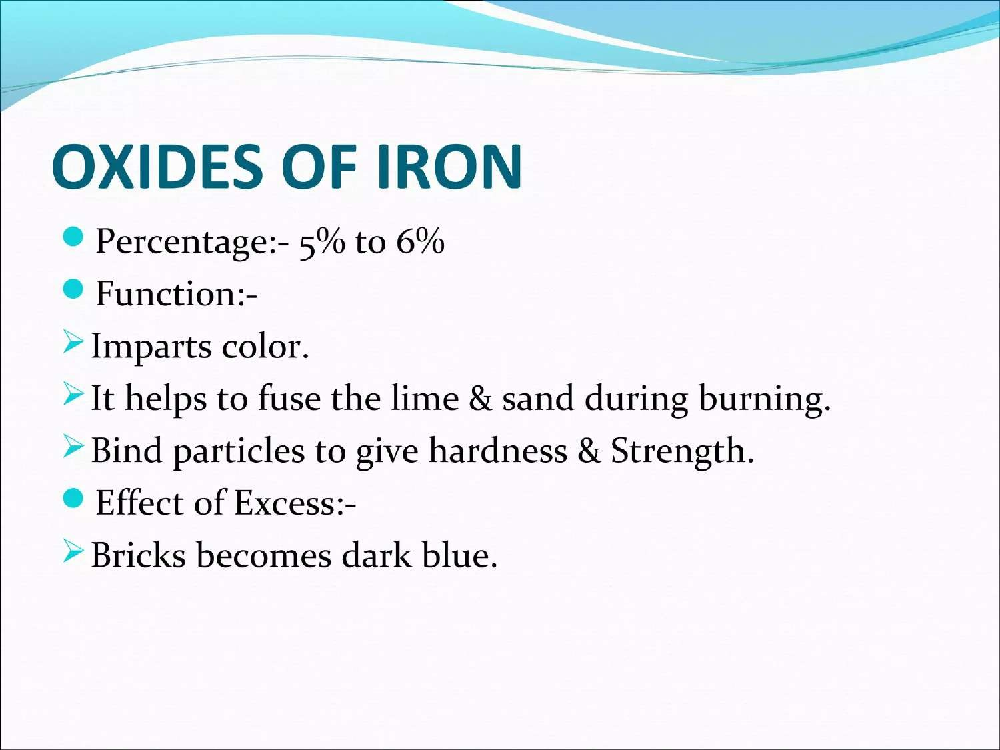 OXIDES OF IRON
Percentage:- 5% to 6%
Function:-
Imparts color.
It helps to fuse the lime & sand during burning.
Bind particles to give hardness & Strength.
Effect of Excess:-
Bricks becomes dark blue.